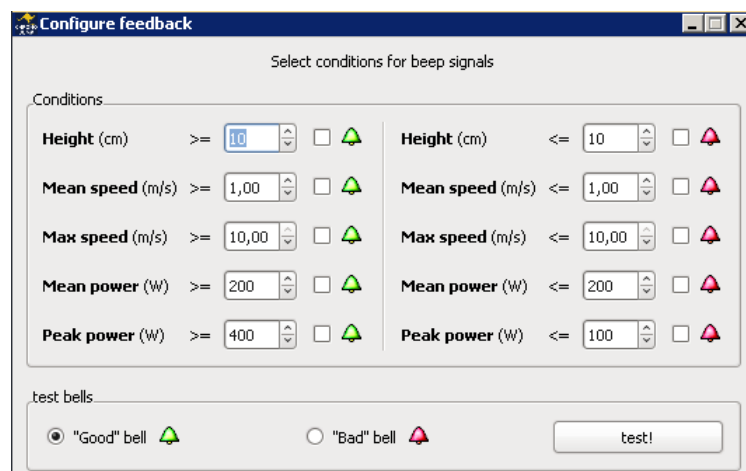 Configure feedback
Select conditions for beep signals
Conditions
Height (cm) >= 10 Height (cm) <= 10
Mean speed (m/s) >= 1,00 Mean speed (m/s) <= 1,00
Max speed (m/s) >= 10,00 Max speed (m/s) <= 10,00
Mean power (W) >= 200 Mean power (W) <= 200
Peak power (W) >= 400 Peak power (W) <= 100
test bells
"Good" bell "Bad" bell test!